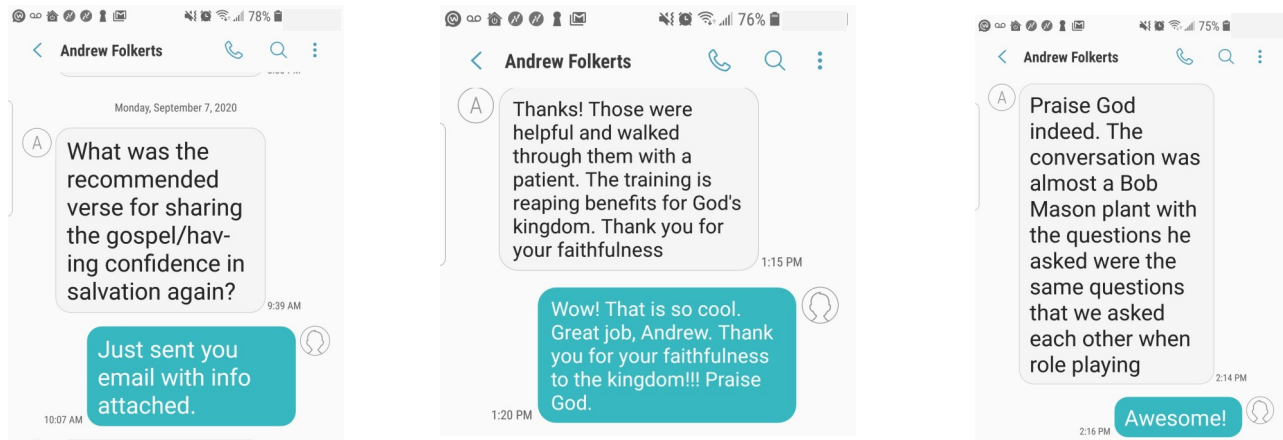 78%
Andrew Folkerts
Monday, September 7, 2020
A
What was the
recommended
verse for sharing
the gospel/hav-
ing confidence in
salvation again?
9:39 AM
Just sent you
email with info
attached.
10:07 AM
76%
Andrew Folkerts
A
Thanks! Those were
helpful and walked
through them with a
patient. The training is
reaping benefits for God's
kingdom. Thank you for
your faithfulness
1:15 PM
Wow! That is so cool.
Great job, Andrew. Thank
you for your faithfulness
to the kingdom!!! Praise
God.
1:20 PM
75%
Andrew Folkerts
A
Praise God
indeed. The
conversation was
almost a Bob
Mason plant with
the questions he
asked were the
same questions
that we asked
each other when
role playing
2:14 PM
Awesome!
2:16 PM